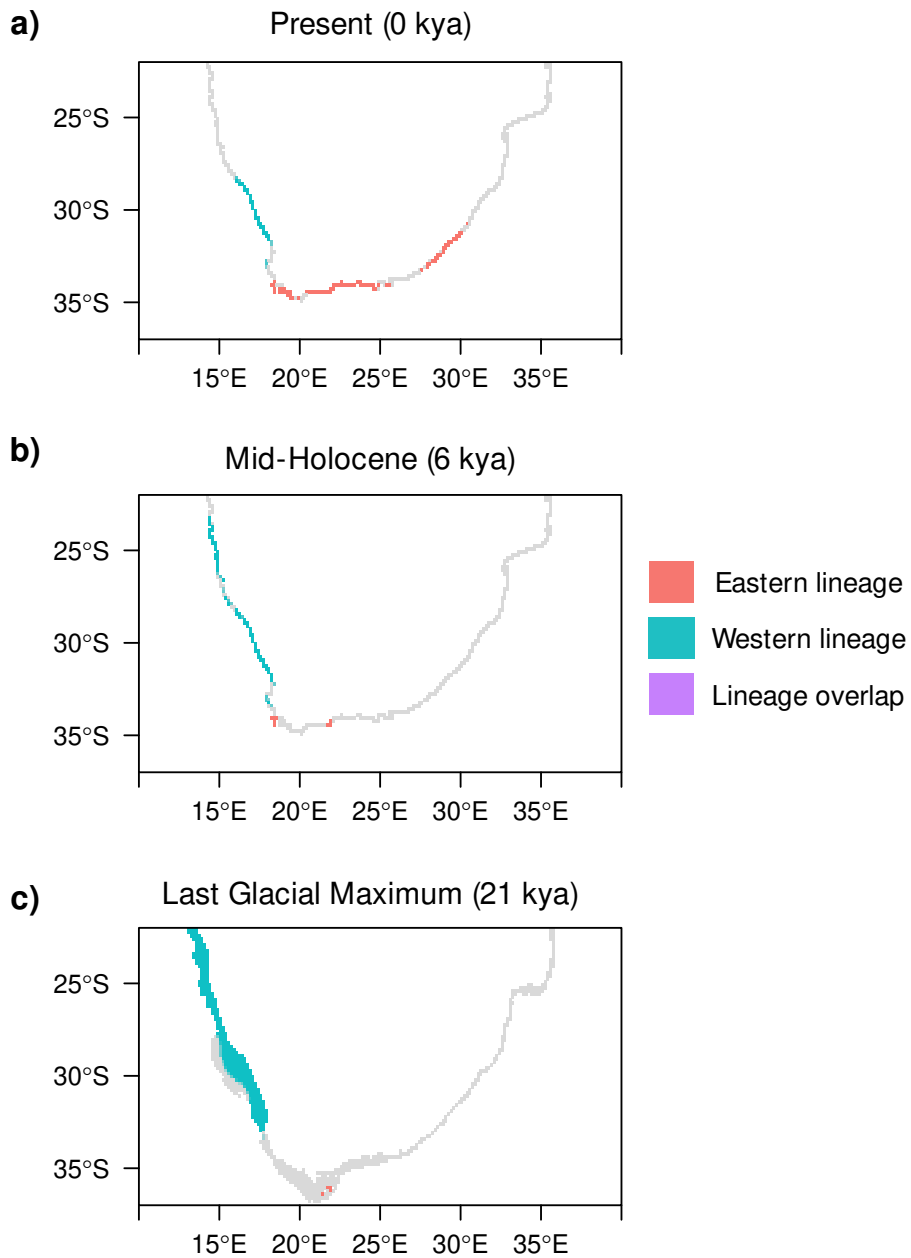 a)
Present (0 kya)
25°S
30°S
35°S
15°E 20°E 25°E 30°E 35°E
b)
Mid-Holocene (6 kya)
25°S
30°S
35°S
15°E 20°E 25°E 30°E 35°E
Eastern lineage
Western lineage
Lineage overlap
c)
Last Glacial Maximum (21 kya)
25°S
30°S
35°S
15°E 20°E 25°E 30°E 35°E